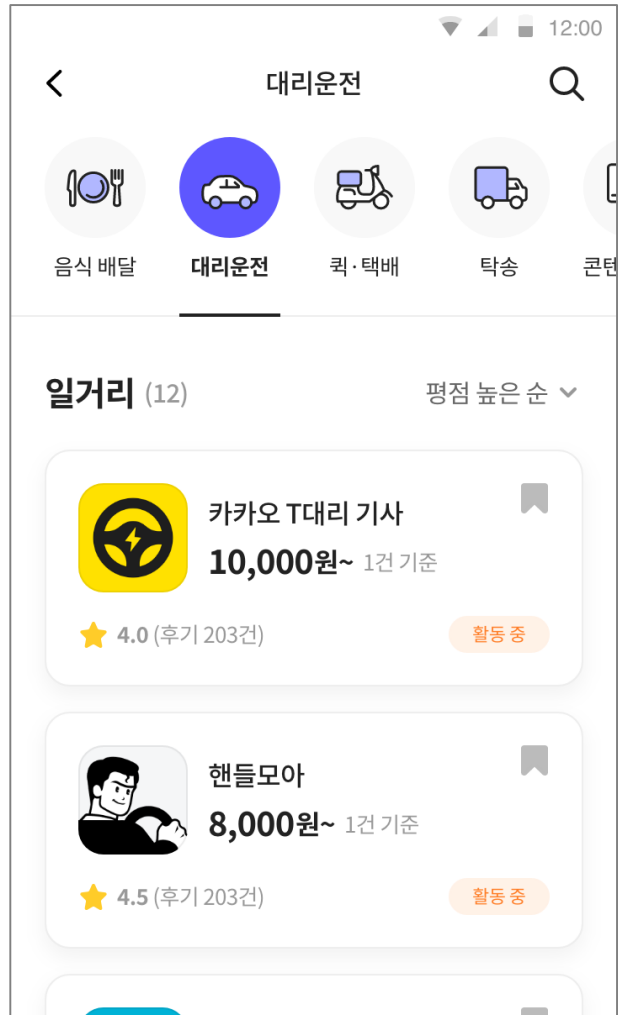 12:00
대리운전
음식 배달
대리운전
퀵·택배
탁송
콘텐
일거리 (12)
평점 높은 순
카카오 T대리 기사
10,000원~ 1건 기준
4.0 (후기 203건)
활동 중
핸들모아
8,000원~ 1건 기준
4.5 (후기 203건)
활동 중